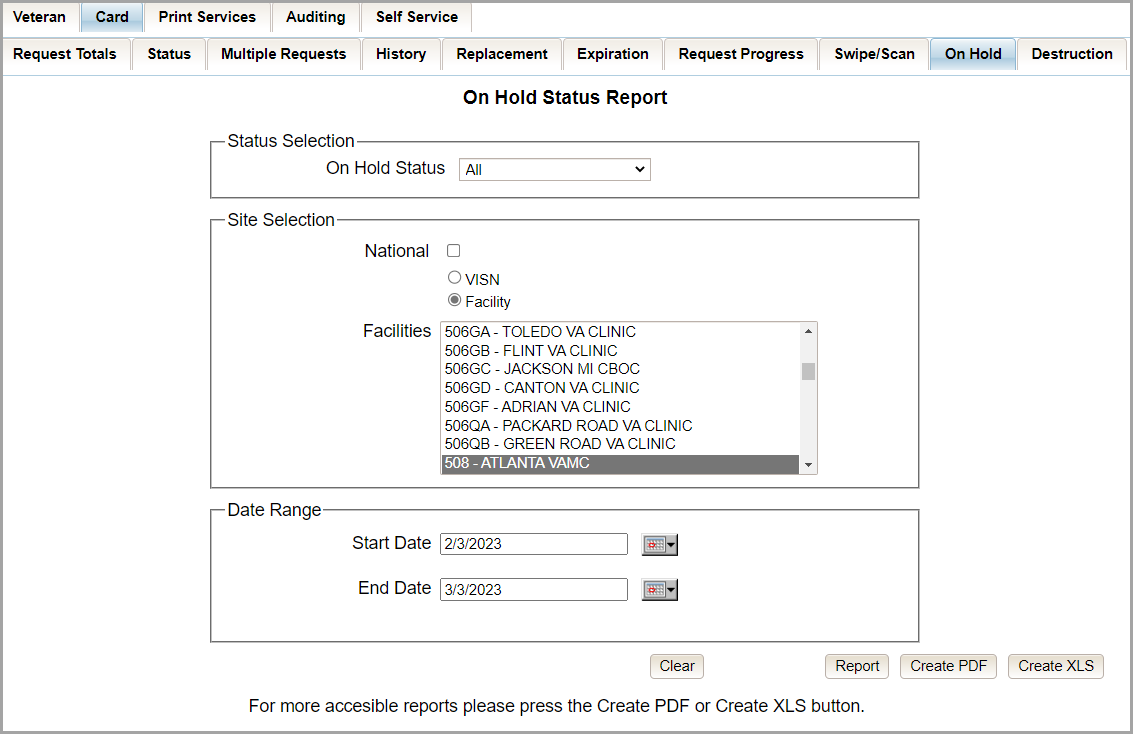 Veteran Card Print Services Auditing Self Service
Request Totals Status Multiple Requests History Replacement Expiration Request Progress Swipe/Scan On Hold Destruction
On Hold Status Report
Status Selection
On Hold Status All
Site Selection
National
VISN
Facility
Facilities 506GA - TOLEDO VA CLINIC
506GB - FLINT VA CLINIC
506GC - JACKSON MI CBOC
506GD - CANTON VA CLINIC
506GF - ADRIAN VA CLINIC
506QA - PACKARD ROAD VA CLINIC
506QB - GREEN ROAD VA CLINIC
508 - ATLANTA VAMC
Date Range
Start Date 2/3/2023
End Date 3/3/2023
Clear Report Create PDF Create XLS
For more accesible reports please press the Create PDF or Create XLS button.